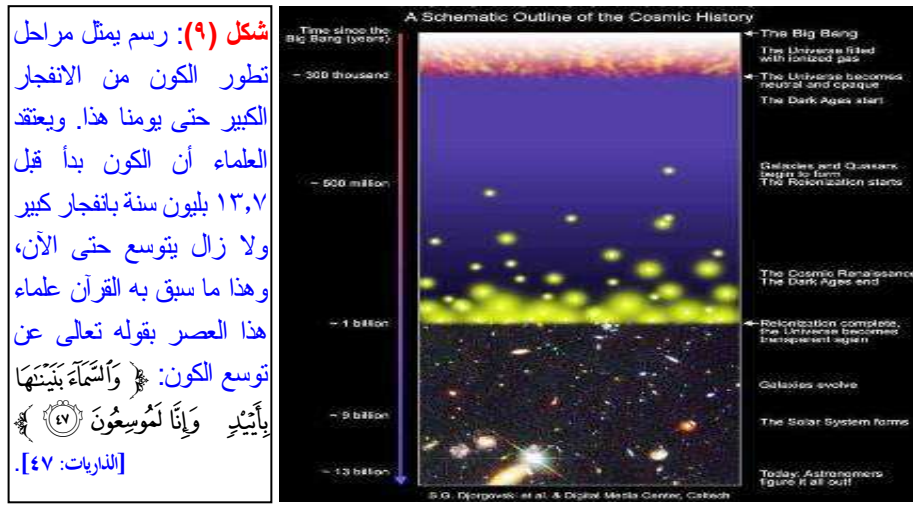 شكل (٩): رسم يمثل مراحل
تطور الكون من الانفجار
الكبير حتى يومنا هذا. ويعتقد
العلماء أن الكون بدأ قبل
١٣,٧ بليون سنة بانفجار كبير
ولا زال يتوسع حتى الآن،
وهذا ما سبق به القرآن علماء
هذا العصر بقوله تعالى عن
توسع الكون: ﴿ وَٱلسَّمَآءَ بَنَيۡنَٰهَا
بِأَيۡيْدٖ وَإِنَّا لَمُوسِعُونَ ٤٧ ﴾
[الذاريات: ٤٧].
A Schematic Outline of the Cosmic History
Time since the
Big Bang (years)
The Big Bang
The Universe filled
with ionized gas
~ 300 thousand
The Universe becomes
neutral and opaque
The Dark Ages start
Galaxies and Quasars
begin to form
~ 500 million
The Reionization starts
The Cosmic Renaissance
The Dark Ages end
~ 1 billion
Reionization complete,
the Universe becomes
transparent again
Galaxies evolve
~ 9 billion
The Solar System forms
~ 13 billion
Today: Astronomers
figure it all out!
S.G. Djorgovski et al. & Digital Media Center, Caltech